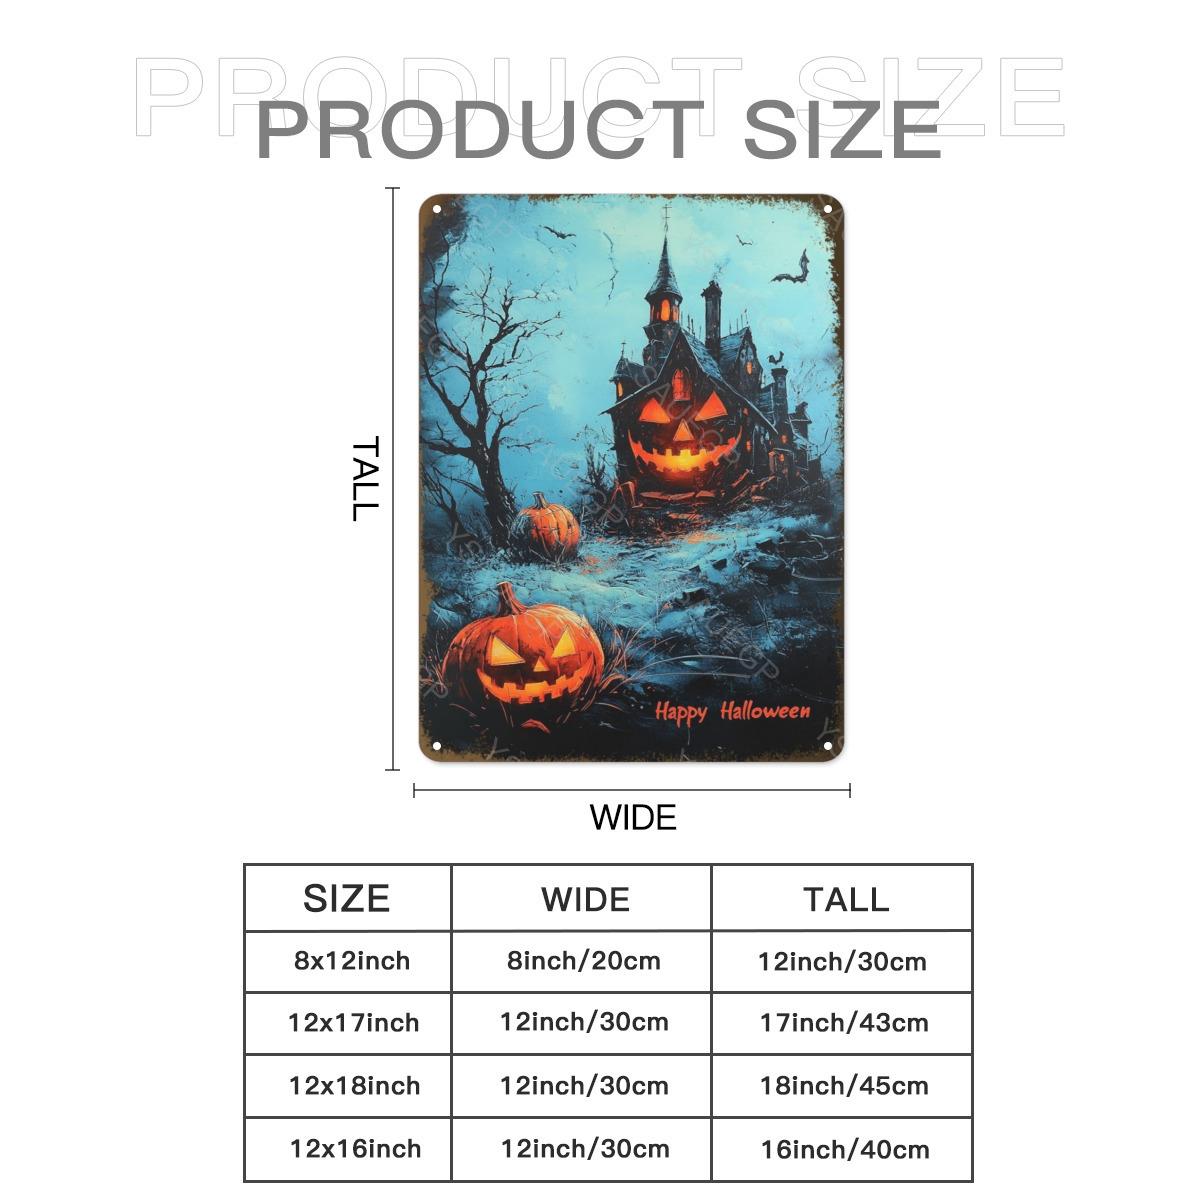 PRODUCT SIZE
PRODUCT SIZE
TALL
Happy Halloween
WIDE
SIZE WIDE TALL
8x12inch 8inch/20cm 12inch/30cm
12x17inch 12inch/30cm 17inch/43cm
12x18inch 12inch/30cm 18inch/45cm
12x16inch 12inch/30cm 16inch/40cm